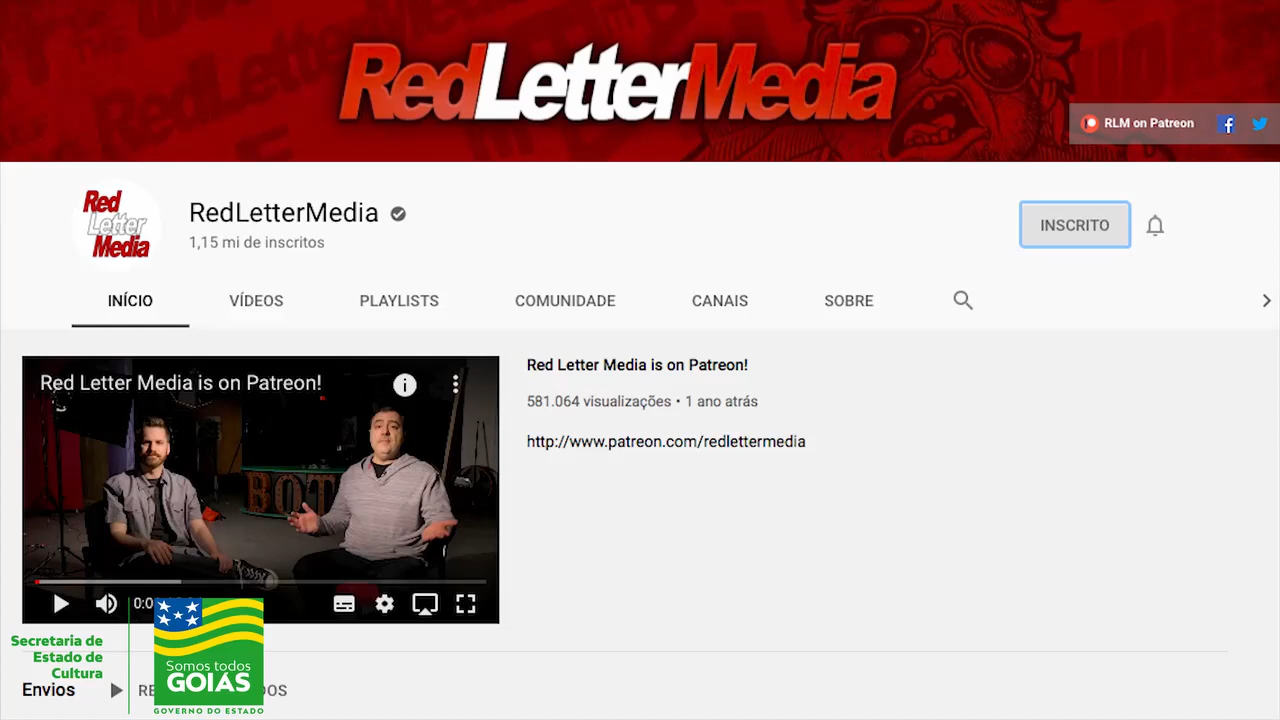 RedLetterMedia
RLM on Patreon
Red
Letter
Media
RedLetterMedia
1,15 mi de inscritos
INSCRITO
INÍCIO
VÍDEOS
PLAYLISTS
COMUNIDADE
CANAIS
SOBRE
Red Letter Media is on Patreon!
BOT
Red Letter Media is on Patreon!
581.064 visualizações • 1 ano atrás
http://www.patreon.com/redlettermedia
Secretaria de
Estado de
Cultura
Somos todos
GOIÁS
GOVERNO DO ESTADO
Envios